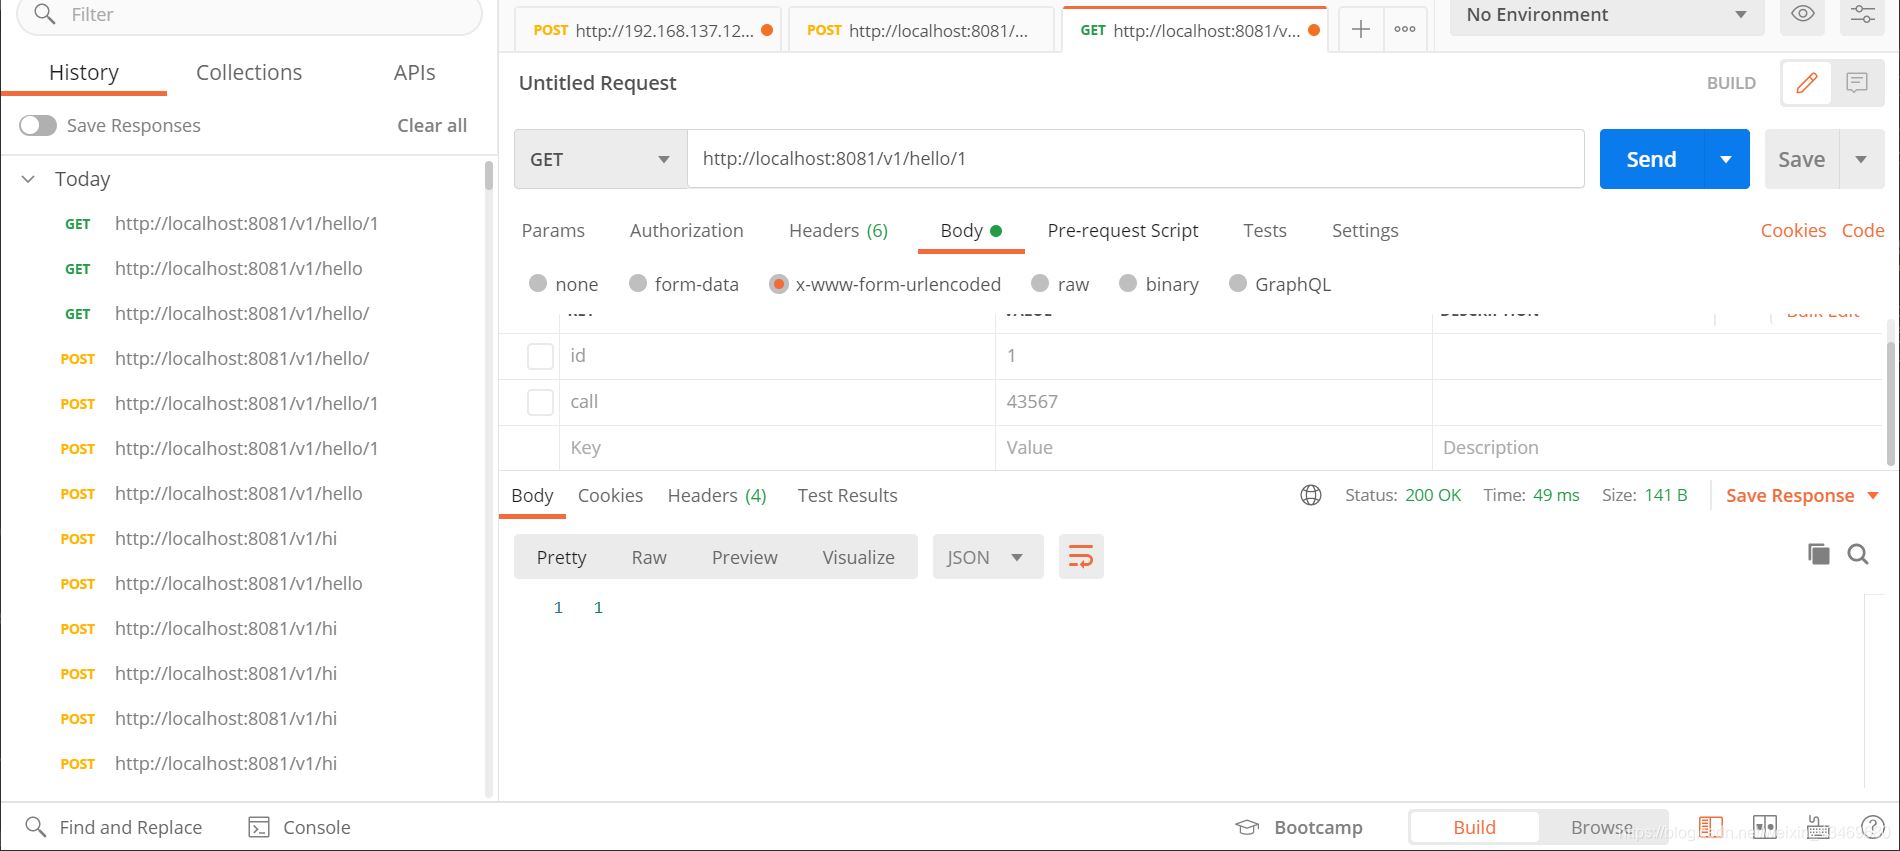 Filter
POST http://192.168.137.12...
POST http://localhost:8081/...
GET http://localhost:8081/v...
No Environment
History Collections APIs
Untitled Request
BUILD
Save Responses Clear all
GET http://localhost:8081/v1/hello/1 Send Save
Today
GET http://localhost:8081/v1/hello/1
GET http://localhost:8081/v1/hello
GET http://localhost:8081/v1/hello/
POST http://localhost:8081/v1/hello/
POST http://localhost:8081/v1/hello/1
POST http://localhost:8081/v1/hello/1
POST http://localhost:8081/v1/hello
POST http://localhost:8081/v1/hi
POST http://localhost:8081/v1/hello
POST http://localhost:8081/v1/hi
POST http://localhost:8081/v1/hi
POST http://localhost:8081/v1/hi
POST http://localhost:8081/v1/hi
Params Authorization Headers (6) Body Pre-request Script Tests Settings Cookies Code
none form-data x-www-form-urlencoded raw binary GraphQL
KEY VALUE DESCRIPTION Bulk Edit
id 1
call 43567
Key Value Description
Body Cookies Headers (4) Test Results Status: 200 OK Time: 49 ms Size: 141 B Save Response
Pretty Raw Preview Visualize JSON
1 1
Find and Replace Console Bootcamp Build Browse